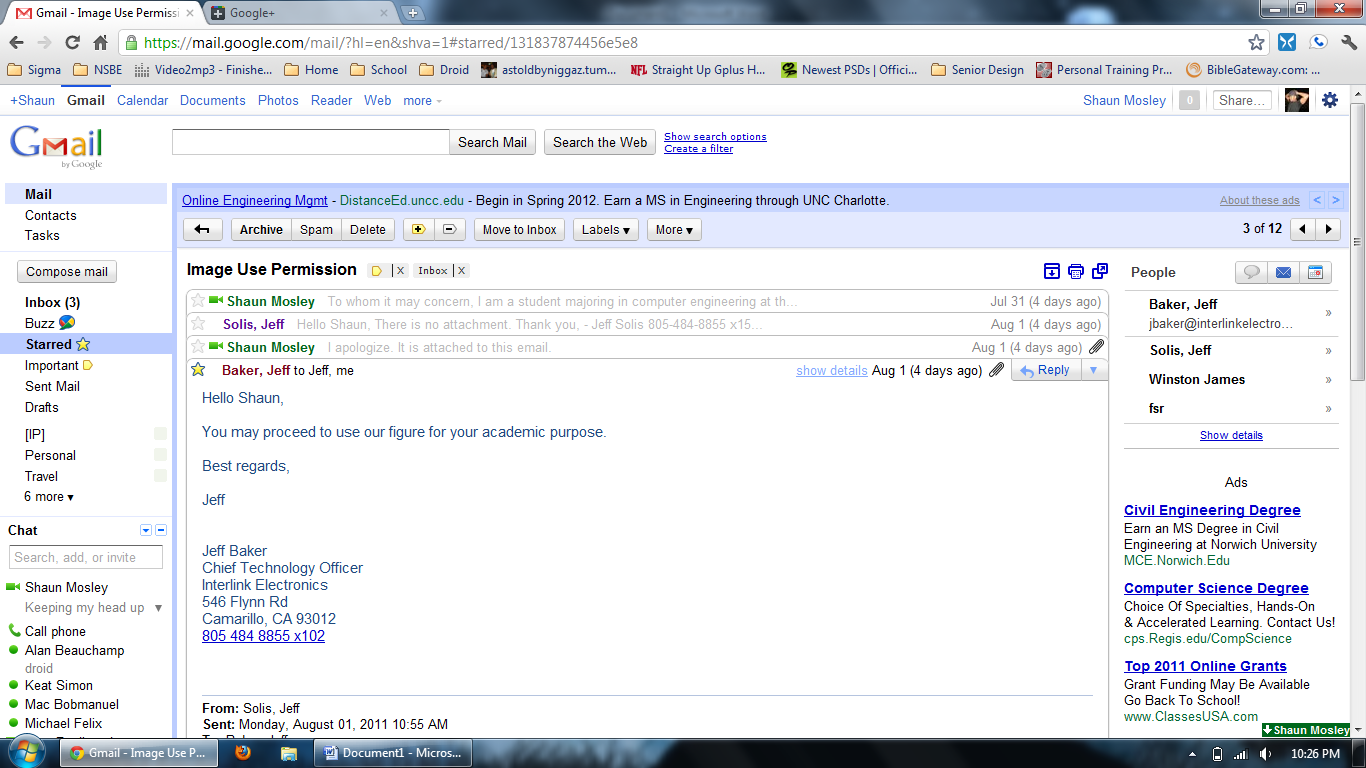 Gmail - Image Use Permissi
Google+
https://mail.google.com/mail/?hl=en&shva=1#starred/131837874456e5e8
Sigma NSBE Video2mp3 - Finishe... Home School Droid astoldbyniggaz.tum... Straight Up Gplus H... Newest PSDs | Offici... Senior Design Personal Training Pr... BibleGateway.com: ...
+Shaun Gmail Calendar Documents Photos Reader Web more
Shaun Mosley 0 Share...
Gmail
by Google
Search Mail Search the Web
Show search options
Create a filter
Mail
Contacts
Tasks
Compose mail
Inbox (3)
Buzz
Starred
Important
Sent Mail
Drafts
[IP]
Personal
Travel
6 more ▾
Chat
Search, add, or invite
Shaun Mosley
Keeping my head up
Call phone
Alan Beauchamp
droid
Keat Simon
Mac Bobmanuel
Michael Felix
Online Engineering Mgmt - DistanceEd.uncc.edu - Begin in Spring 2012. Earn a MS in Engineering through UNC Charlotte.
About these ads < >
Archive Spam Delete Move to Inbox Labels ▾ More ▾
3 of 12
Image Use Permission X Inbox X
Shaun Mosley To whom it may concern, I am a student majoring in computer engineering at th... Jul 31 (4 days ago)
Solis, Jeff Hello Shaun, There is no attachment. Thank you, - Jeff Solis 805-484-8855 x15... Aug 1 (4 days ago)
Shaun Mosley I apologize. It is attached to this email. Aug 1 (4 days ago)
Baker, Jeff to Jeff, me show details Aug 1 (4 days ago) Reply
Hello Shaun,
You may proceed to use our figure for your academic purpose.
Best regards,
Jeff
Jeff Baker
Chief Technology Officer
Interlink Electronics
546 Flynn Rd
Camarillo, CA 93012
805 484 8855 x102
From: Solis, Jeff
Sent: Monday, August 01, 2011 10:55 AM
People
Baker, Jeff »
jbaker@interlinkelectro...
Solis, Jeff »
Winston James »
fsr »
Show details
Ads
Civil Engineering Degree
Earn an MS Degree in Civil
Engineering at Norwich University
MCE.Norwich.Edu
Computer Science Degree
Choice Of Specialties, Hands-On
& Accelerated Learning. Contact Us!
cps.Regis.edu/CompScience
Top 2011 Online Grants
Grant Funding May Be Available
Go Back To School!
www.ClassesUSA.com
Shaun Mosley
Gmail - Image Use P...
Document1 - Micros...
10:26 PM